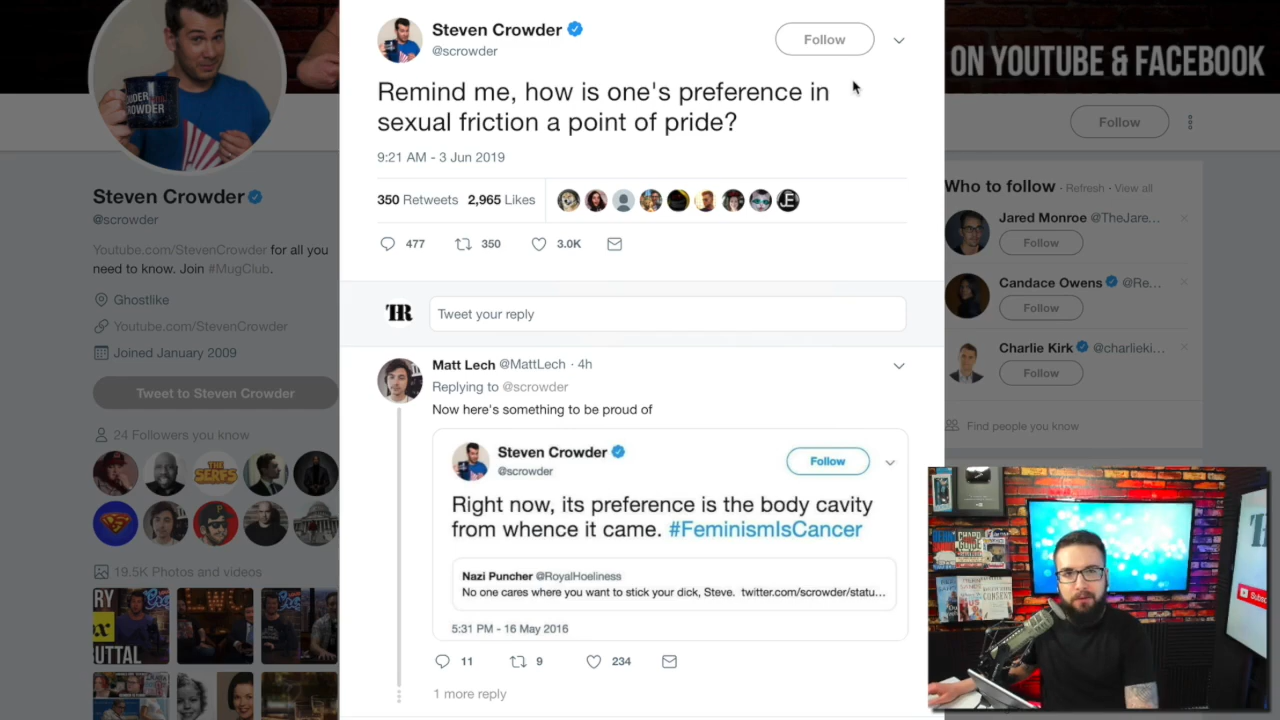 Steven Crowder
@scrowder
Follow
Remind me, how is one's preference in
sexual friction a point of pride?
9:21 AM - 3 Jun 2019
350 Retweets 2,965 Likes
477 350 3.0K
Tweet your reply
Matt Lech @MattLech · 4h
Replying to @scrowder
Now here's something to be proud of
Steven Crowder
@scrowder
Follow
Right now, its preference is the body cavity
from whence it came. #FeminismIsCancer
Nazi Puncher @RoyalHoeliness
No one cares where you want to stick your dick, Steve. twitter.com/scrowder/statu...
5:31 PM - 16 May 2016
11 9 234
1 more reply
Steven Crowder
@scrowder
Youtube.com/StevenCrowder for all you
need to know. Join #MugClub.
Ghostlike
Youtube.com/StevenCrowder
Joined January 2009
Tweet to Steven Crowder
24 Followers you know
THE
SERFS
19.5K Photos and videos
UTTAL
ON YOUTUBE & FACEBOOK
Follow
Who to follow · Refresh · View all
Jared Monroe @TheJare...
Follow
Candace Owens @Re...
Follow
Charlie Kirk @charlieki...
Follow
Find people you know